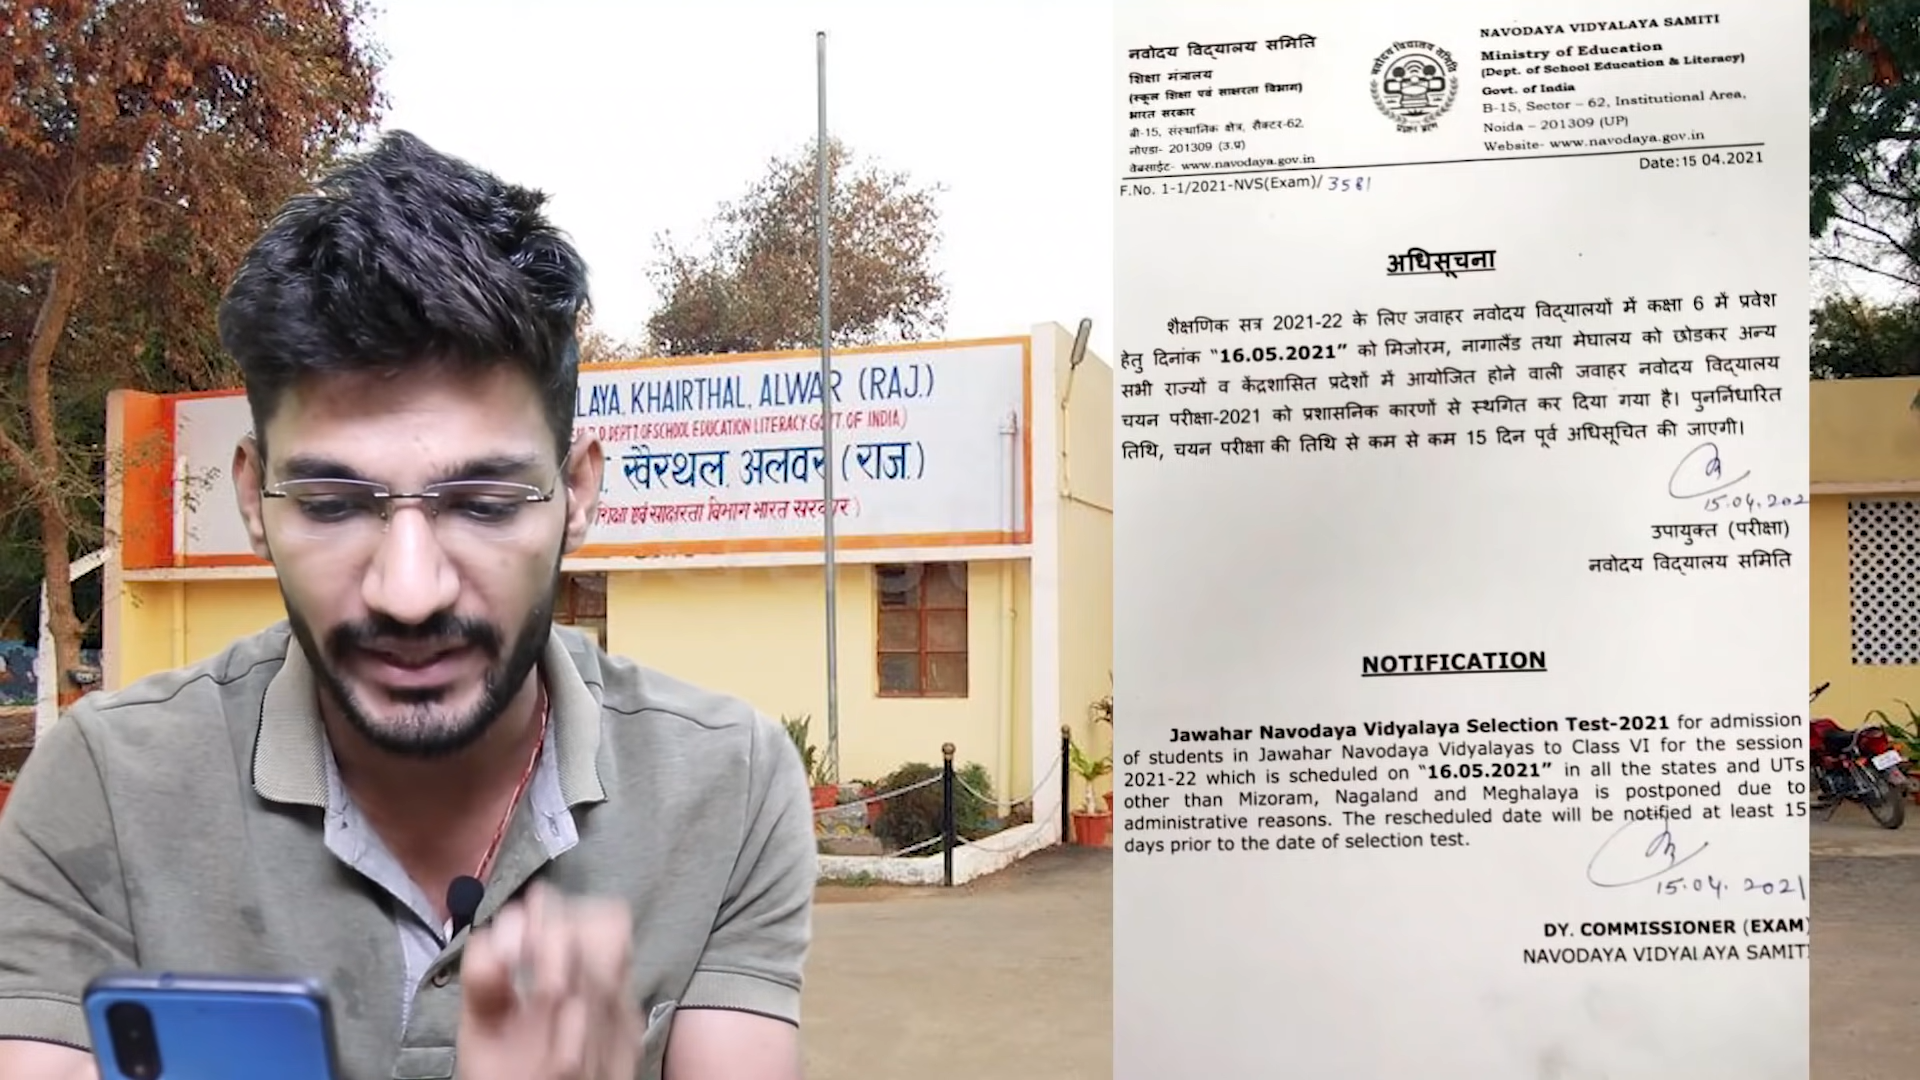 LAYA, KHAIRTHAL, ALWAR (RAJ.)
DEPT'T OF SCHOOL EDUCATION LITERACY GOVT OF INDIA)
खैरथल, अलवर (राज.)
शिक्षा एवं साक्षरता विभाग भारत सरकार)
नवोदय विद्यालय समिति
शिक्षा मंत्रालय
(स्कूल शिक्षा एवं साक्षरता विभाग)
भारत सरकार
बी-15, संस्थानिक क्षेत्र, सैक्टर-62,
नोएडा- 201309 (उ.प्र)
वेबसाईट- www.navodaya.gov.in
NAVODAYA VIDYALAYA SAMITI
Ministry of Education
(Dept. of School Education & Literacy)
Govt. of India
B-15, Sector – 62, Institutional Area,
Noida – 201309 (UP)
Website- www.navodaya.gov.in
F.No. 1-1/2021-NVS(Exam)/ 3581
Date:15 04.2021
अधिसूचना
शैक्षणिक सत्र 2021-22 के लिए जवाहर नवोदय विद्यालयों में कक्षा 6 में प्रवेश
हेतु दिनांक "16.05.2021" को मिजोरम, नागालैंड तथा मेघालय को छोडकर अन्य
सभी राज्यों व केंद्रशासित प्रदेशों में आयोजित होने वाली जवाहर नवोदय विद्यालय
चयन परीक्षा-2021 को प्रशासनिक कारणों से स्थगित कर दिया गया है। पुनर्निधारित
तिथि, चयन परीक्षा की तिथि से कम से कम 15 दिन पूर्व अधिसूचित की जाएगी।
15.04.202
उपायुक्त (परीक्षा)
नवोदय विद्यालय समिति
NOTIFICATION
Jawahar Navodaya Vidyalaya Selection Test-2021 for admission
of students in Jawahar Navodaya Vidyalayas to Class VI for the session
2021-22 which is scheduled on "16.05.2021" in all the states and UTs
other than Mizoram, Nagaland and Meghalaya is postponed due to
administrative reasons. The rescheduled date will be notified at least 15
days prior to the date of selection test.
15.04.2021
DY. COMMISSIONER (EXAM)
NAVODAYA VIDYALAYA SAMITI